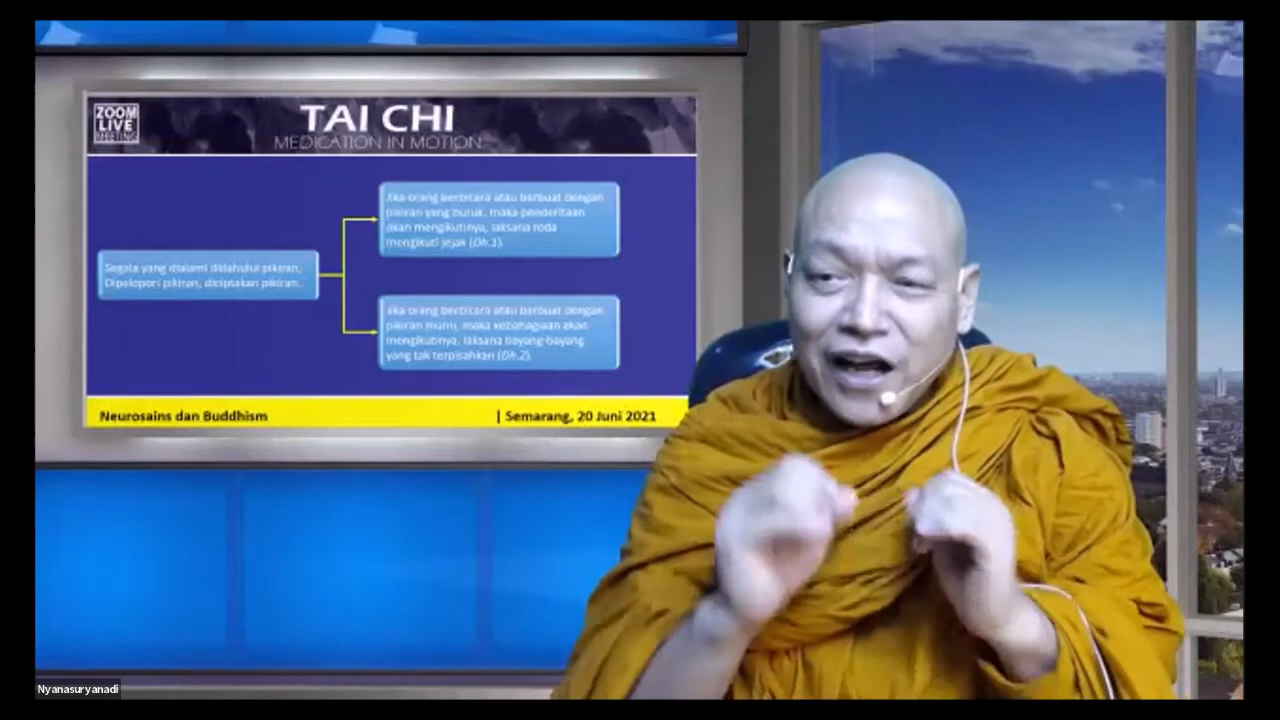 ZOOM
LIVE
MEETING
TAI CHI
MEDICATION IN MOTION
Jika orang berbicara atau berbuat dengan
pikiran yang buruk, maka penderitaan
akan mengikutinya, laksana roda
mengikuti jejak (Dh.1).
Segala yang dialami didahului pikiran,
Dipelopori pikiran, diciptakan pikiran.
Jika orang berbicara atau berbuat dengan
pikiran murni, maka kebahagiaan akan
mengikutinya, laksana bayang-bayang
yang tak terpisahkan (Dh.2).
Neurosains dan Buddhism
| Semarang, 20 Juni 2021
Nyanasuryanadi